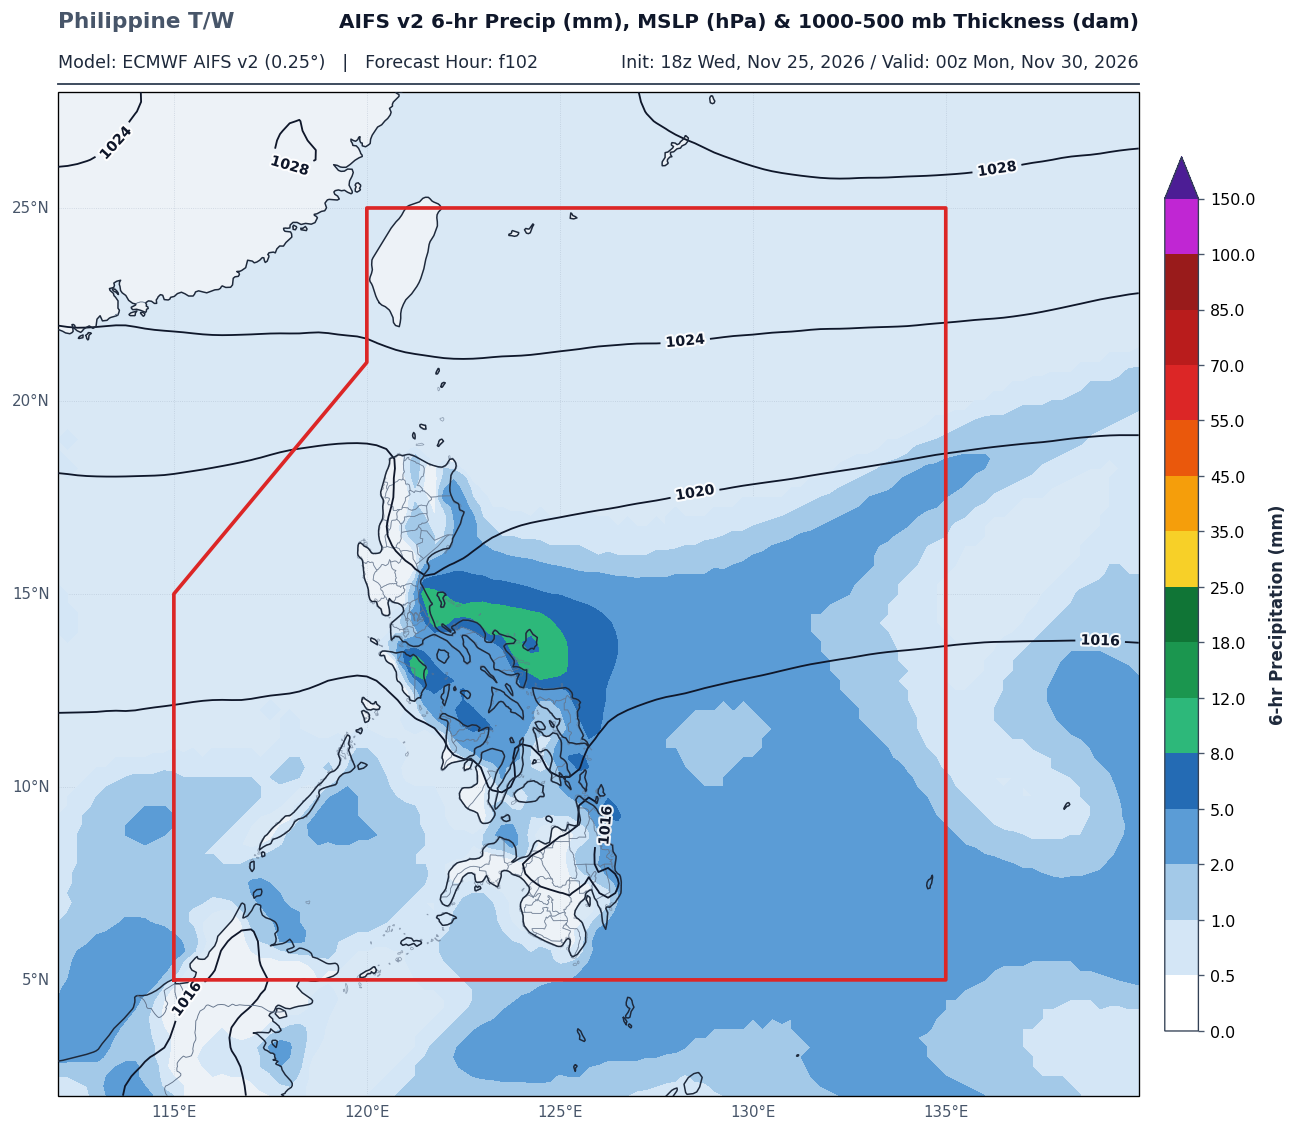 Philippine T/W
AIFS v2 6-hr Precip (mm), MSLP (hPa) & 1000-500 mb Thickness (dam)
Model: ECMWF AIFS v2 (0.25°)   |   Forecast Hour: f102
Init: 18z Wed, Nov 25, 2026 / Valid: 00z Mon, Nov 30, 2026
1024
1028
1028
25°N
1024
20°N
1020
15°N
1016
10°N
1016
5°N
1016
115°E
120°E
125°E
130°E
135°E
150.0
100.0
85.0
70.0
55.0
45.0
35.0
25.0
18.0
12.0
8.0
5.0
2.0
1.0
0.5
0.0
6-hr Precipitation (mm)